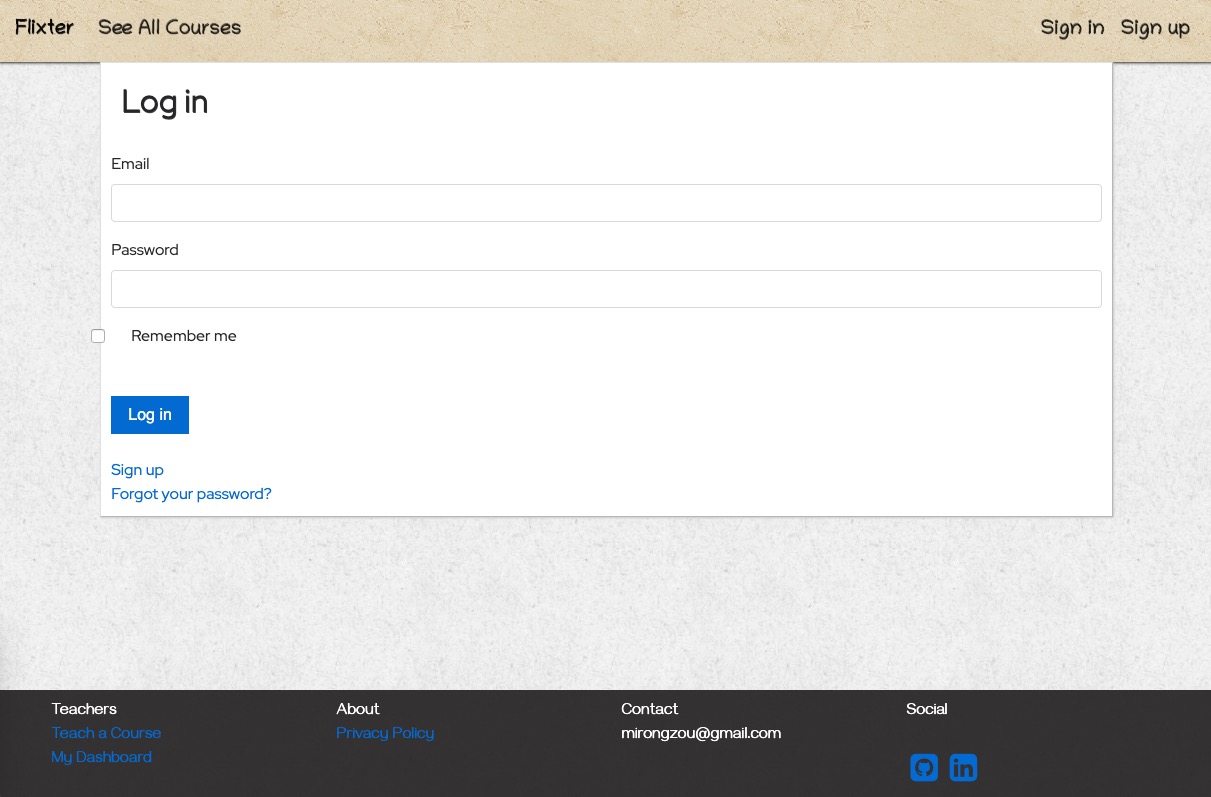 Flixter See All Courses Sign in Sign up
Log in
Email
Password
Remember me
Log in
Sign up
Forgot your password?
Teachers
Teach a Course
My Dashboard
About
Privacy Policy
Contact
mirongzou@gmail.com
Social
in